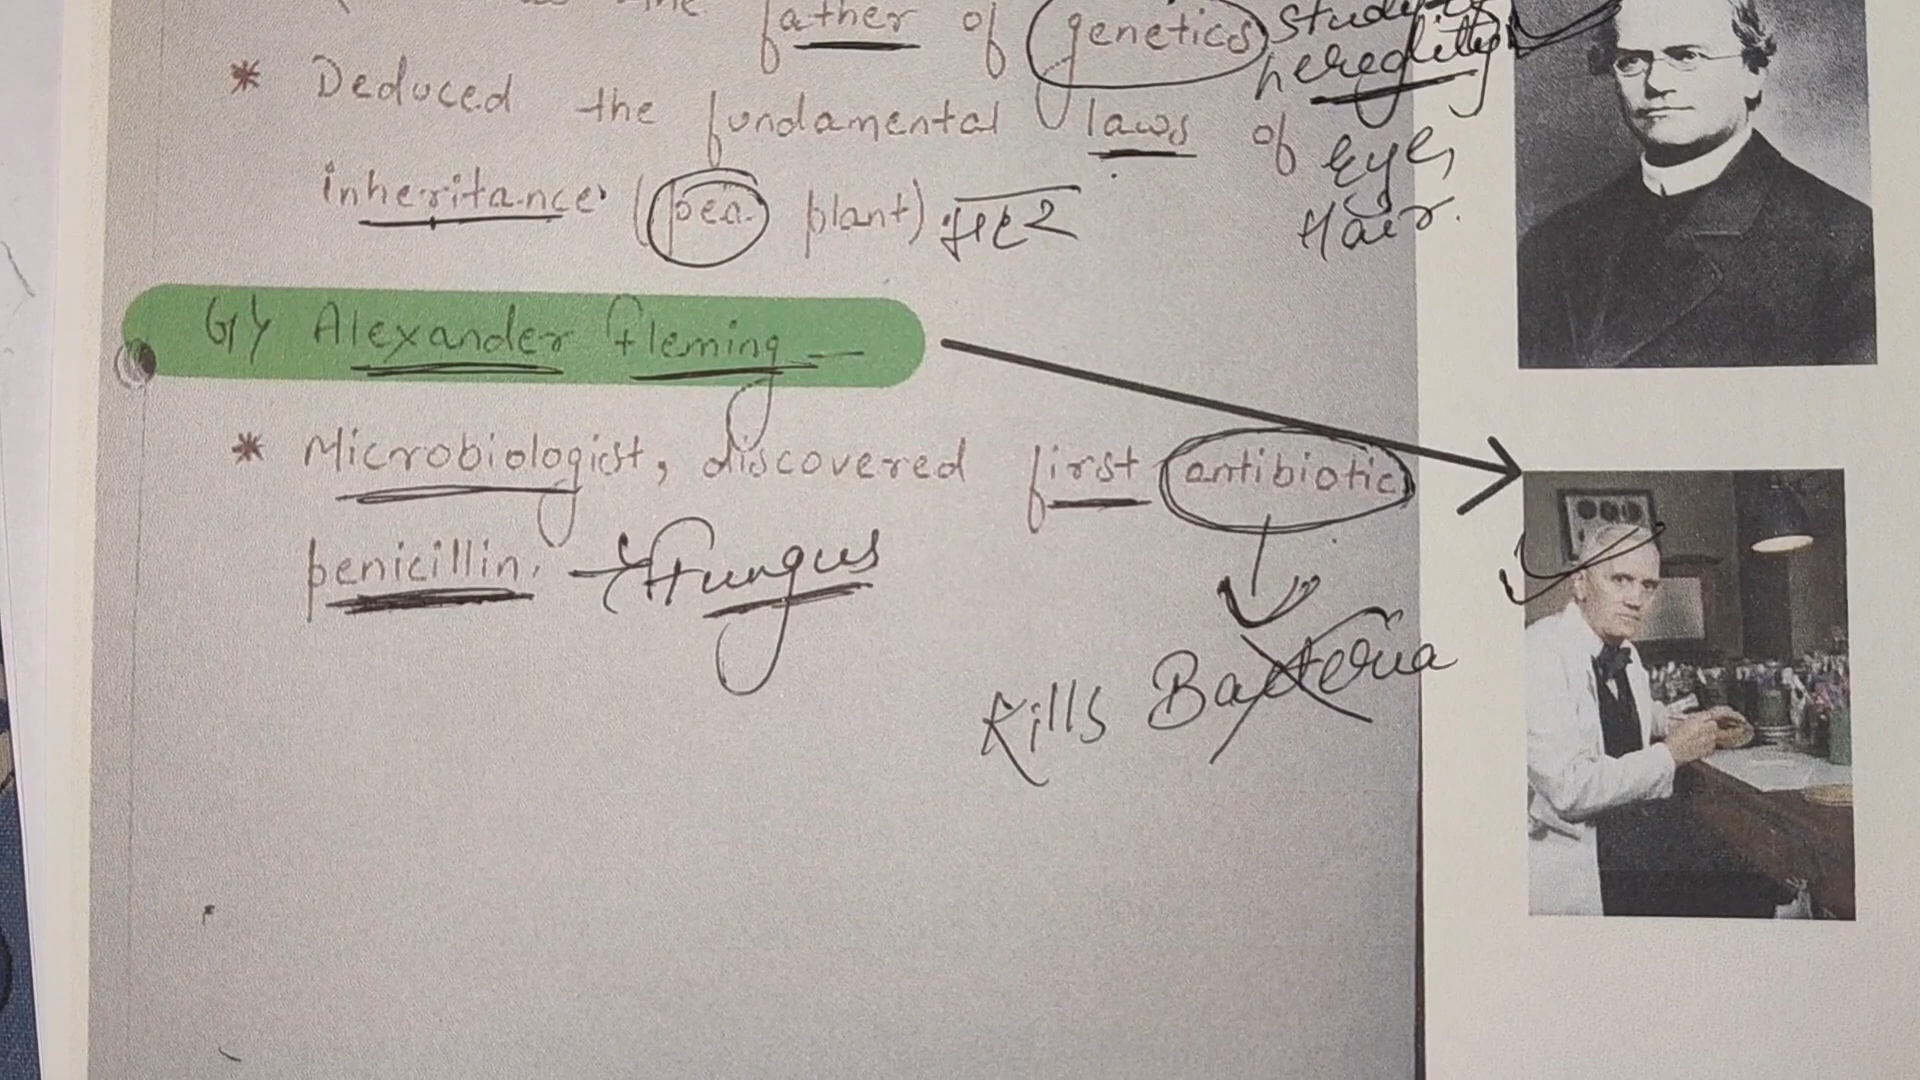 the father of genetics study of
heredity
* Deduced the fundamental laws of
Eye,
inheritance. (pea plant) मटर
Hair.
6) Alexander Fleming —
* Microbiologist, discovered first antibiotic
penicillin. → Fungus
Kills Bacteria